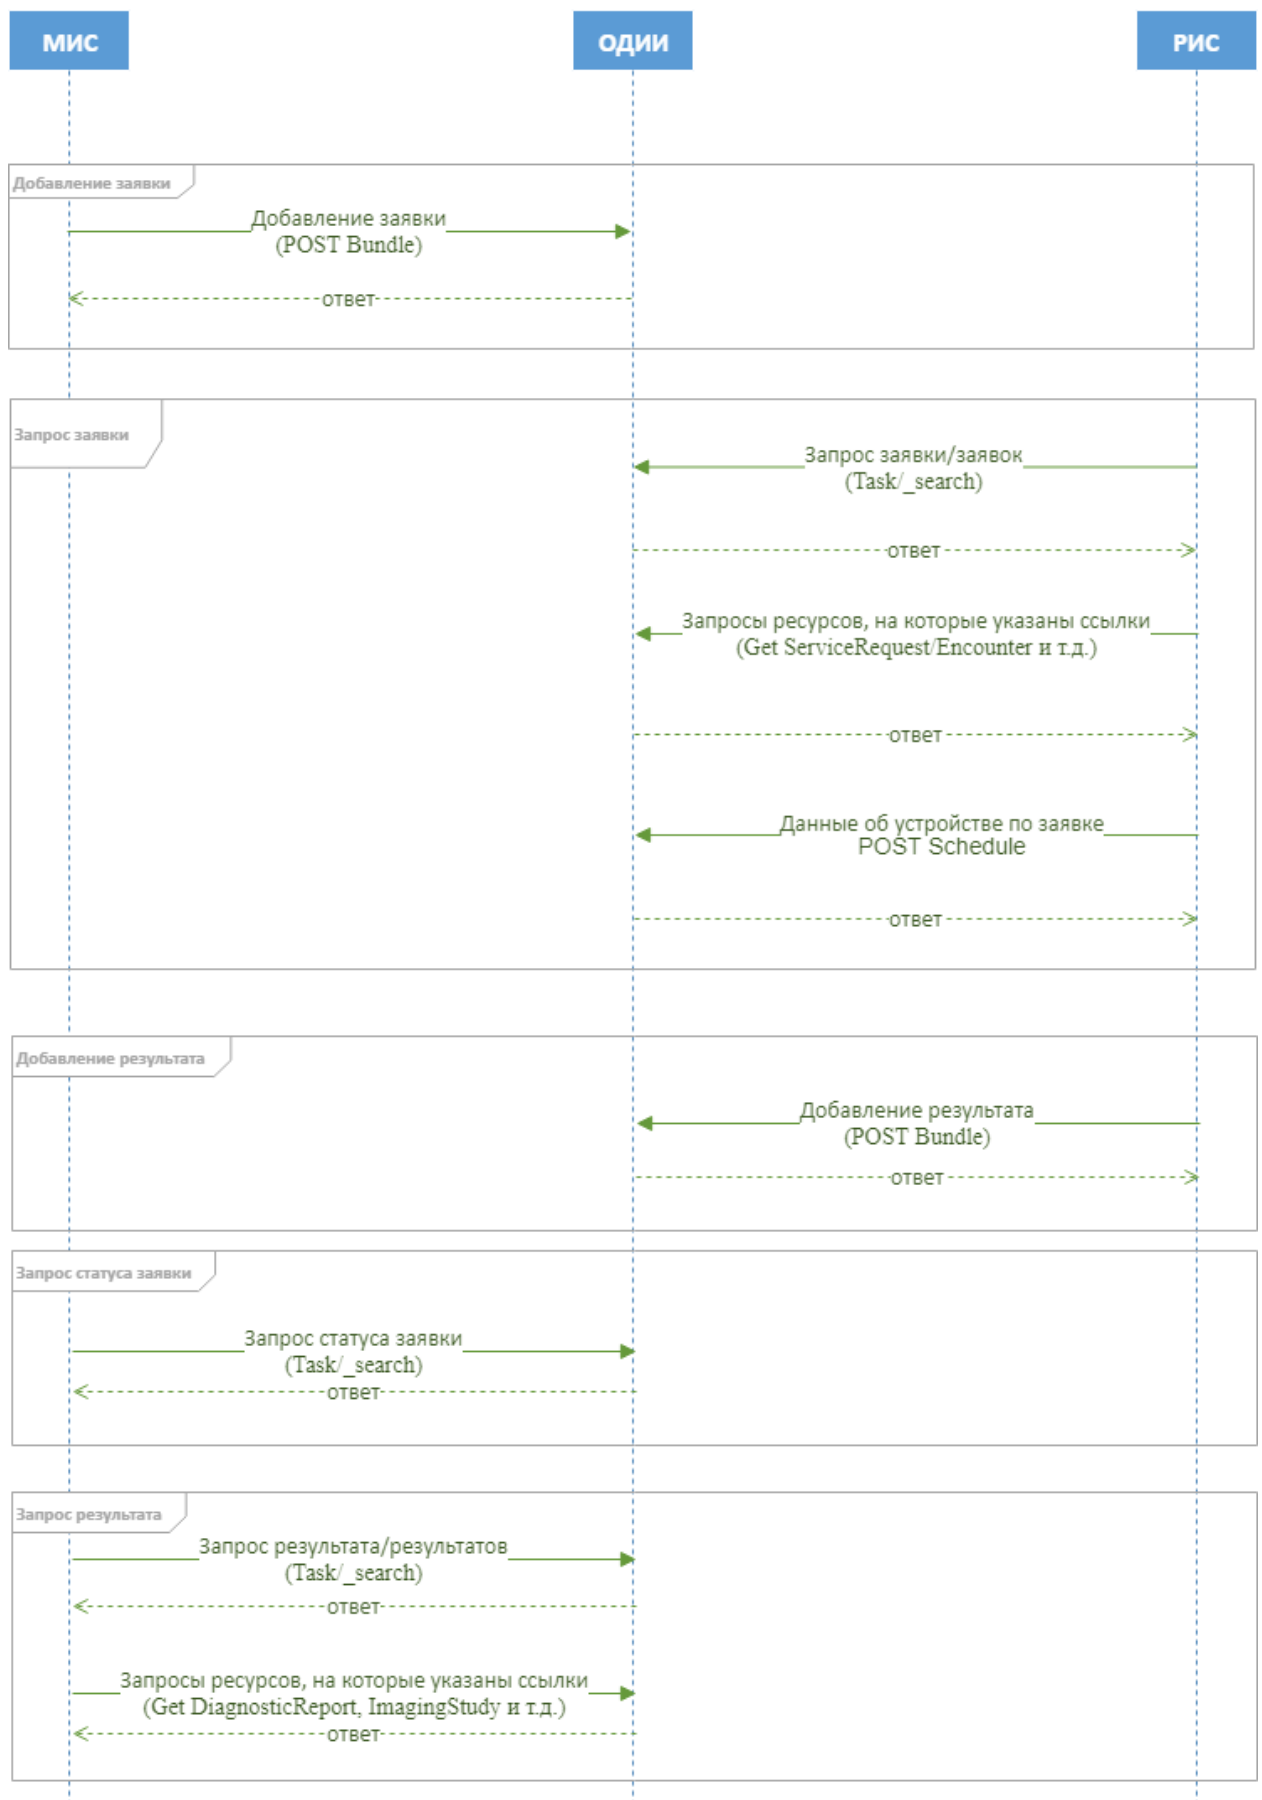 МИС
ОДИИ
РИС
Добавление заявки
Добавление заявки
(POST Bundle)
ответ
Запрос заявки
Запрос заявки/заявок
(Task/_search)
ответ
Запросы ресурсов, на которые указаны ссылки
(Get ServiceRequest/Encounter и т.д.)
ответ
Данные об устройстве по заявке
POST Schedule
ответ
Добавление результата
Добавление результата
(POST Bundle)
ответ
Запрос статуса заявки
Запрос статуса заявки
(Task/_search)
ответ
Запрос результата
Запрос результата/результатов
(Task/_search)
ответ
Запросы ресурсов, на которые указаны ссылки
(Get DiagnosticReport, ImagingStudy и т.д.)
ответ